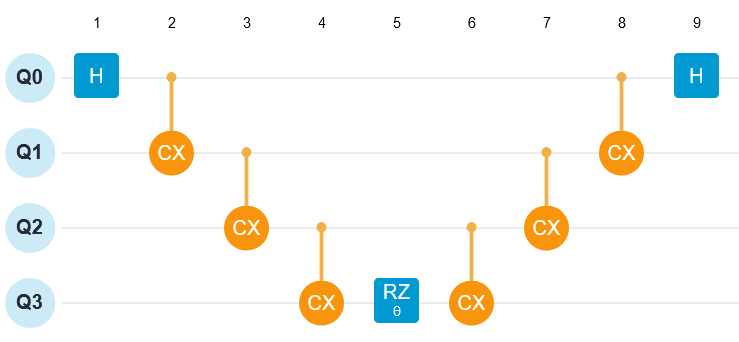 1 2 3 4 5 6 7 8 9
Q0 H H
Q1 CX CX
Q2 CX CX
Q3 CX RZ CX
θ